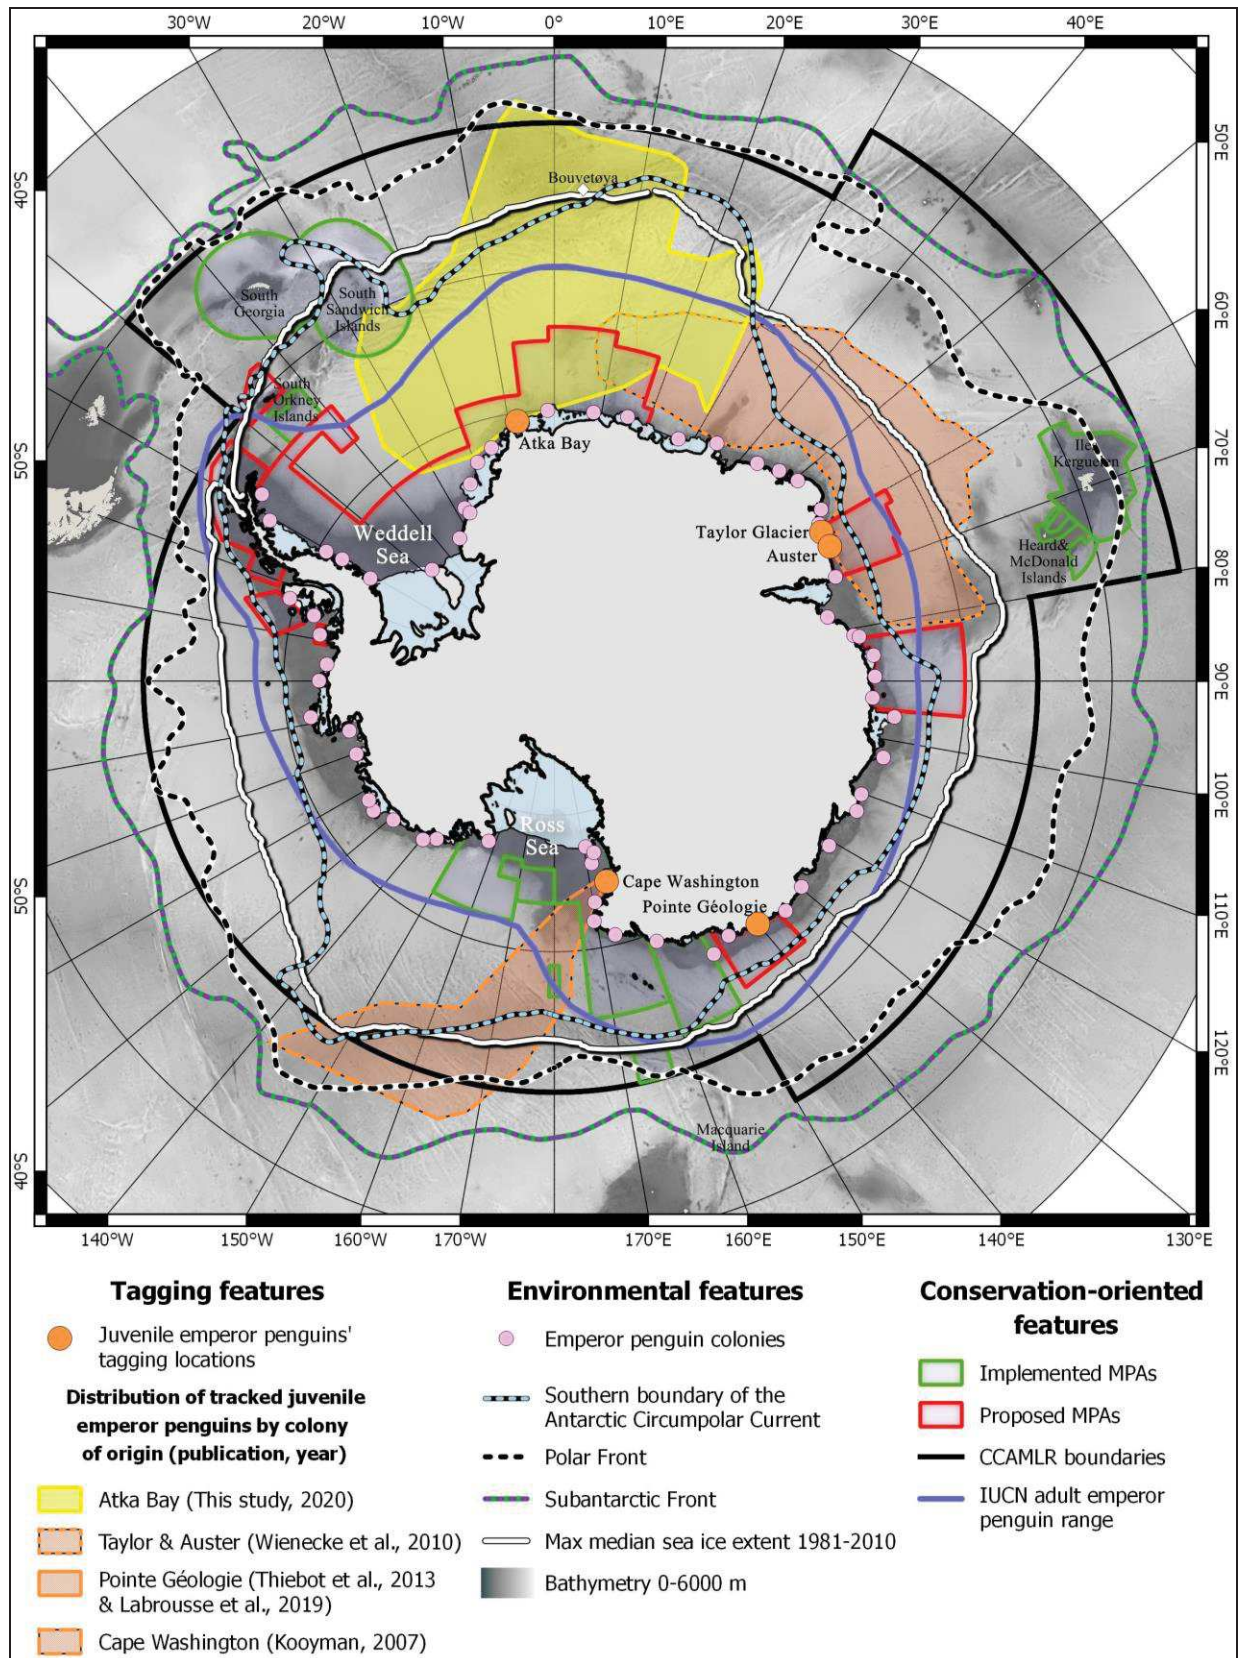 30°W 20°W 10°W 0° 10°E 20°E 30°E 40°E
40°S
50°S
50°S
40°S
50°E
60°E
70°E
80°E
90°E
100°E
110°E
120°E
Bouvetøya
South
Georgia
South
Sandwich
Islands
South
Orkney
Islands
Atka Bay
Weddell
Sea
Taylor Glacier
Auster
Iles
Kerguelen
Heard&
McDonald
Islands
Ross
Sea
Cape Washington
Pointe Géologie
Macquarie
Island
140°W 150°W 160°W 170°W 170°E 160°E 150°E 140°E 130°E
Tagging features
Juvenile emperor penguins'
tagging locations
Distribution of tracked juvenile
emperor penguins by colony
of origin (publication, year)
Atka Bay (This study, 2020)
Taylor & Auster (Wienecke et al., 2010)
Pointe Géologie (Thiebot et al., 2013
& Labrousse et al., 2019)
Cape Washington (Kooyman, 2007)
Environmental features
Emperor penguin colonies
Southern boundary of the
Antarctic Circumpolar Current
Polar Front
Subantarctic Front
Max median sea ice extent 1981-2010
Bathymetry 0-6000 m
Conservation-oriented
features
Implemented MPAs
Proposed MPAs
CCAMLR boundaries
IUCN adult emperor
penguin range